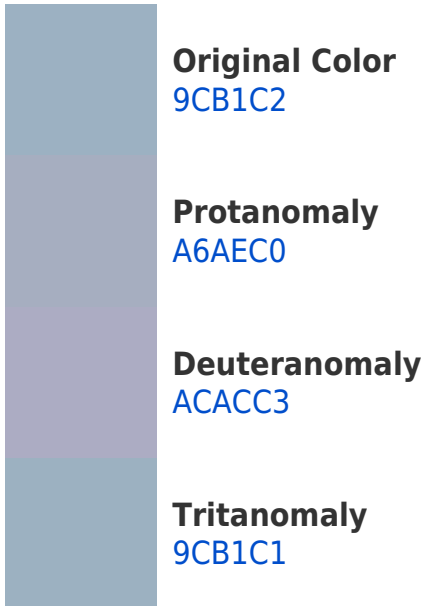 Original Color
9CB1C2
Protanomaly
A6AEC0
Deuteranomaly
ACACC3
Tritanomaly
9CB1C1